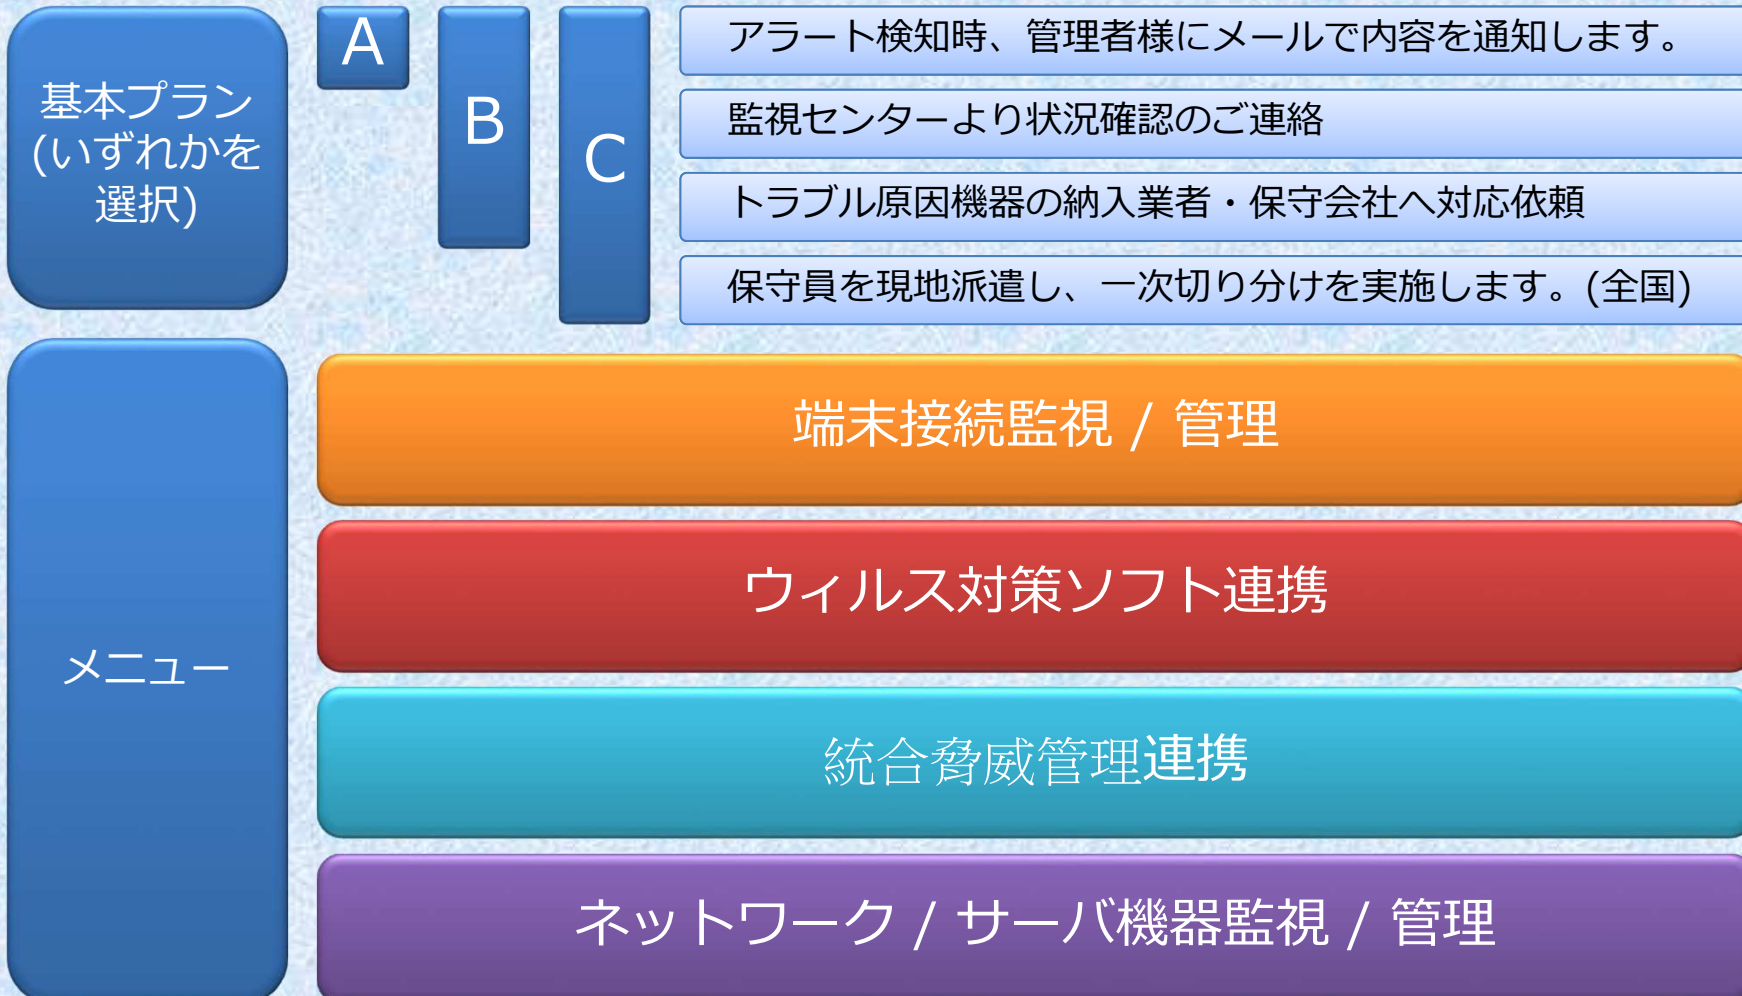 基本プラン
(いずれかを
選択)
A
B
C
アラート検知時、管理者様にメールで内容を通知します。
監視センターより状況確認のご連絡
トラブル原因機器の納入業者・保守会社へ対応依頼
保守員を現地派遣し、一次切り分けを実施します。(全国)
メニュー
端末接続監視 / 管理
ウィルス対策ソフト連携
統合脅威管理連携
ネットワーク / サーバ機器監視 / 管理